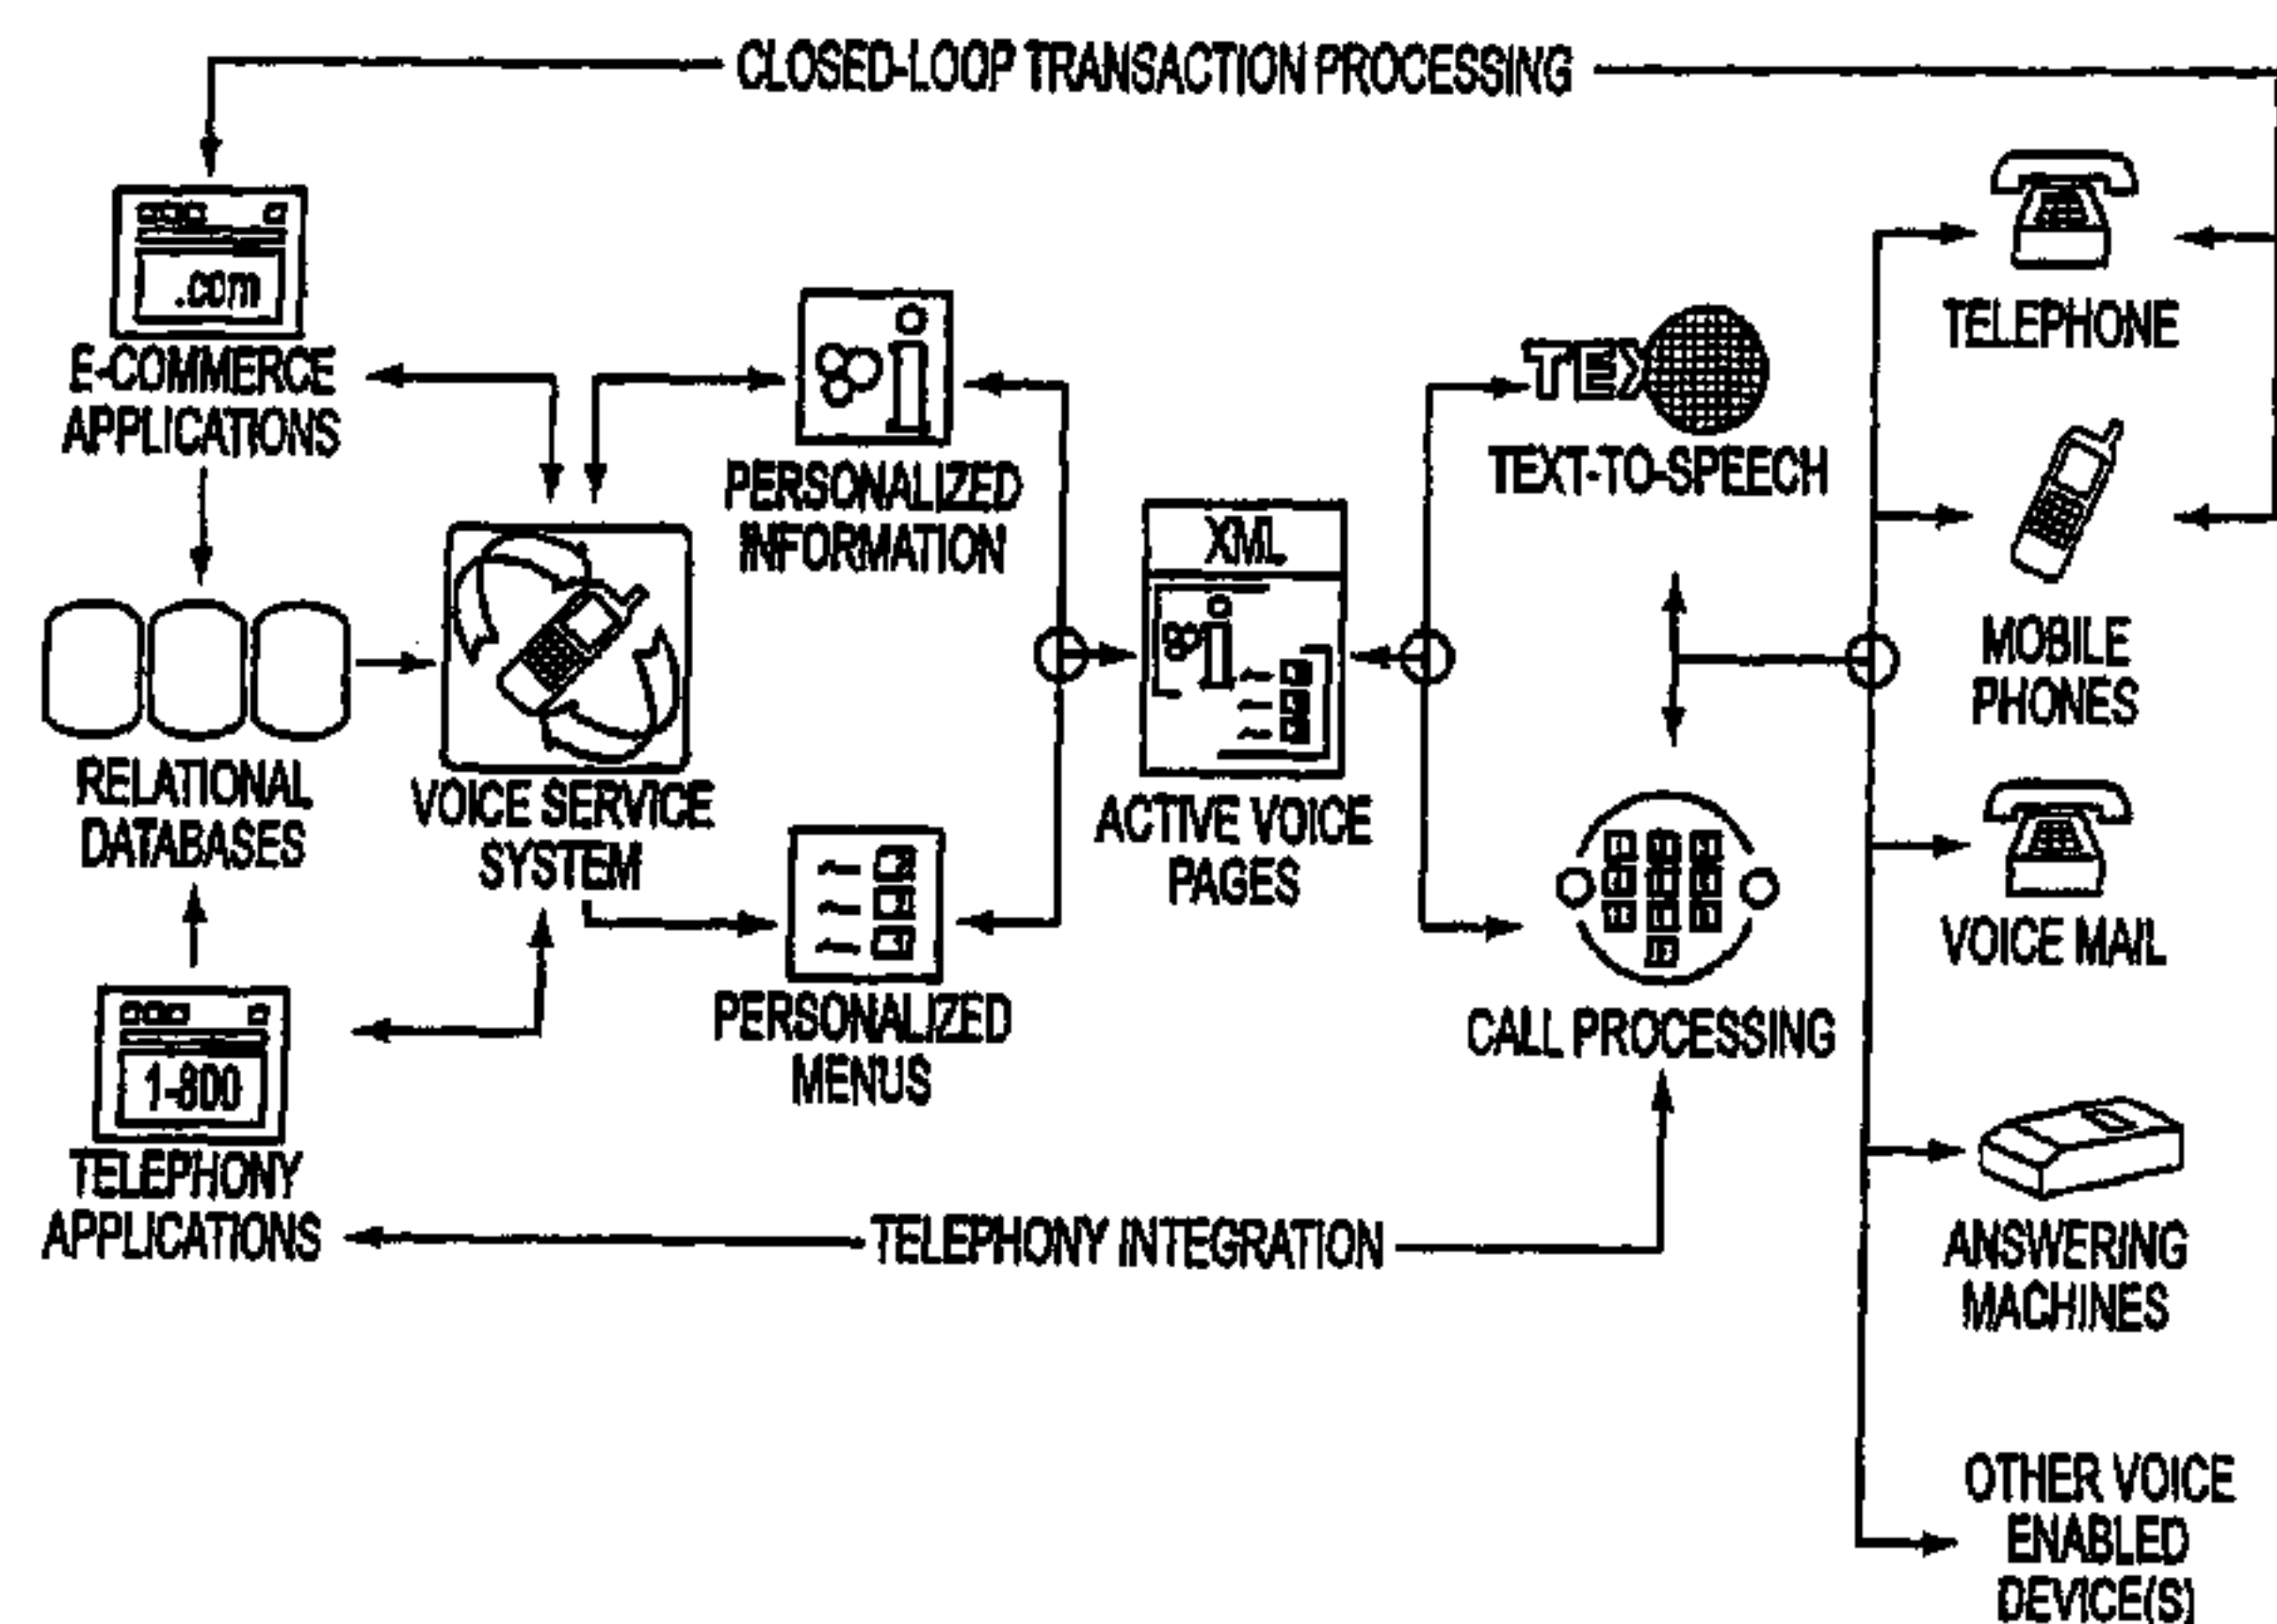 CLOSED-LOOP TRANSACTION PROCESSING
.com
E-COMMERCE
APPLICATIONS
RELATIONAL
DATABASES
1-800
TELEPHONY
APPLICATIONS
VOICE SERVICE
SYSTEM
PERSONALIZED
INFORMATION
PERSONALIZED
MENUS
XML
ACTIVE VOICE
PAGES
TEX
TEXT-TO-SPEECH
CALL PROCESSING
TELEPHONY INTEGRATION
TELEPHONE
MOBILE
PHONES
VOICE MAIL
ANSWERING
MACHINES
OTHER VOICE
ENABLED
DEVICE(S)